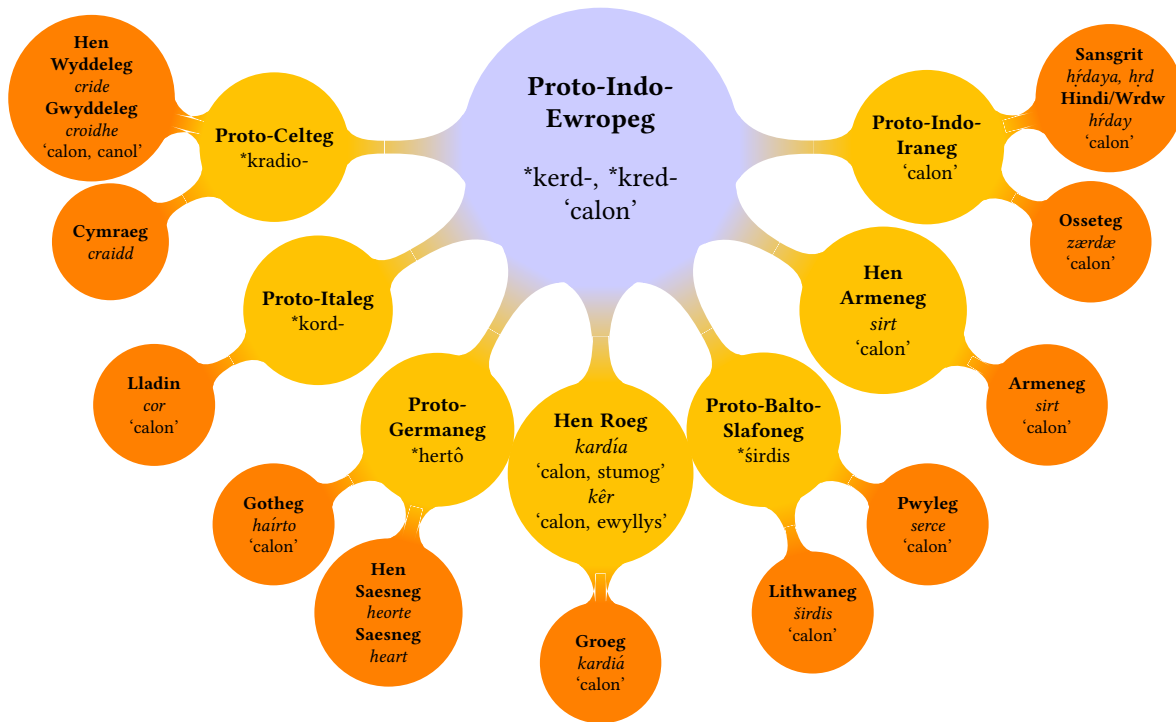 Proto-Indo-
Ewropeg
*kerd-, *kred-
‘calon’
Proto-Celteg
*kradio-
Hen
Wyddeleg
cride
Gwyddeleg
croidhe
‘calon, canol’
Cymraeg
craidd
Proto-Italeg
*kord-
Lladin
cor
‘calon’
Proto-
Germaneg
*hertô
Gotheg
haírto
‘calon’
Hen
Saesneg
heorte
Saesneg
heart
Hen Roeg
kardía
‘calon, stumog’
kêr
‘calon, ewyllys’
Groeg
kardiá
‘calon’
Proto-Balto-
Slafoneg
*śirdis
Lithwaneg
širdis
‘calon’
Pwyleg
serce
‘calon’
Hen
Armeneg
sirt
‘calon’
Armeneg
sirt
‘calon’
Proto-Indo-
Iraneg
‘calon’
Sansgrit
hṛ́daya, hṛd
Hindi/Wrdw
hŕday
‘calon’
Osseteg
zærdæ
‘calon’